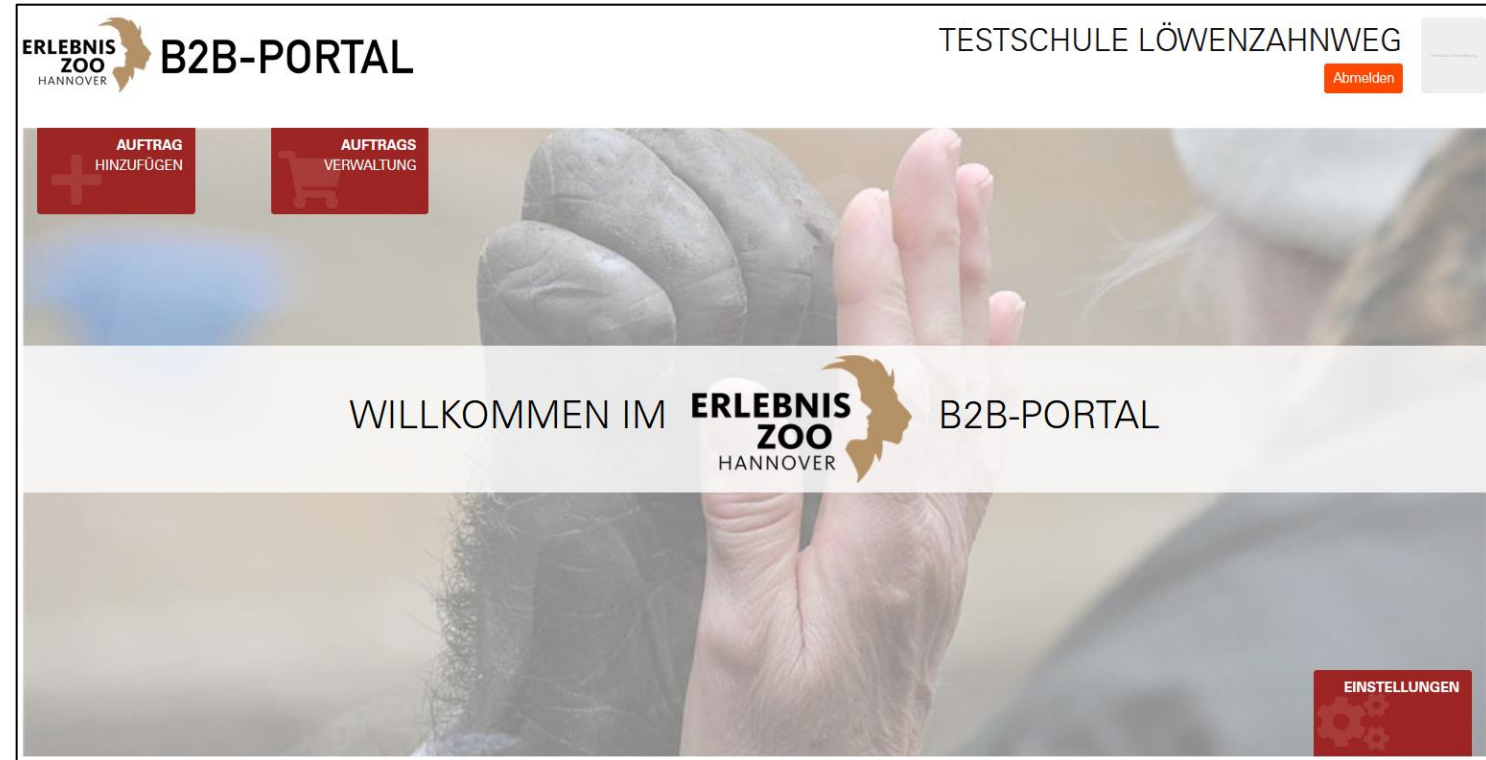 ERLEBNIS
ZOO
HANNOVER
B2B-PORTAL
TESTSCHULE LÖWENZAHNWEG
Abmelden
AUFTRAG
HINZUFÜGEN
AUFTRAGS
VERWALTUNG
WILLKOMMEN IM
ERLEBNIS
ZOO
HANNOVER
B2B-PORTAL
EINSTELLUNGEN